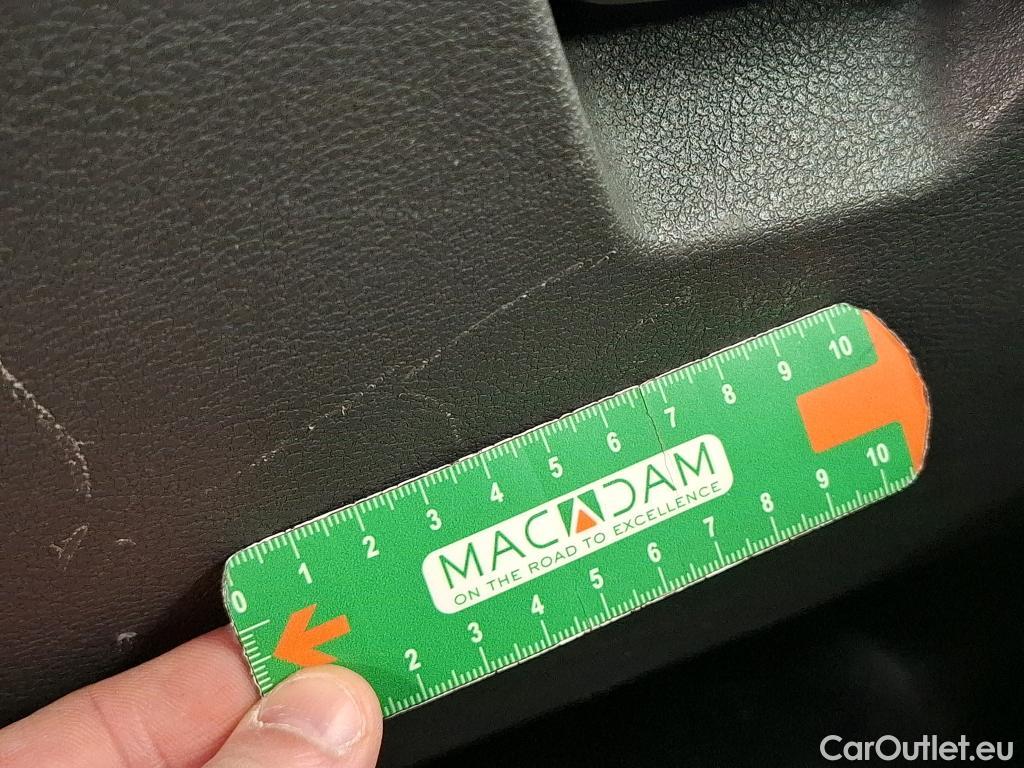 0 1 2 3 4 5 6 7 8 9 10
MACADAM
ON THE ROAD TO EXCELLENCE
2 3 4 5 6 7 8 9 10
CarOutlet.eu